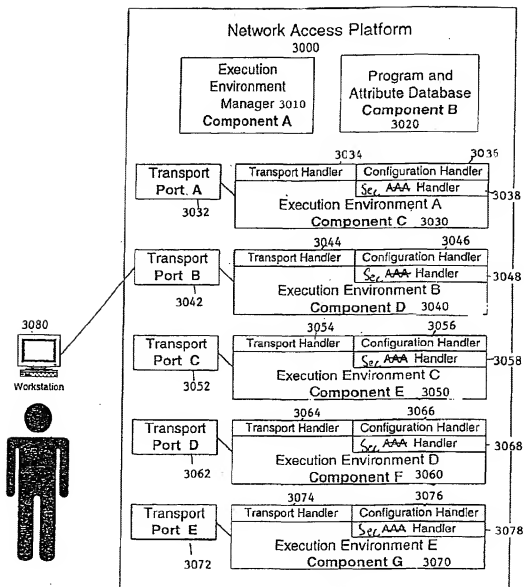 Network Access Platform
3000
Execution
Environment
Manager 3010
Component A
Program and
Attribute Database
Component B
3020
3034 3036
Transport
Port. A
Transport Handler Configuration Handler
Sec. AAA Handler
3038
Execution Environment A
Component C 3030
3032
3044 3046
Transport
Port B
Transport Handler Configuration Handler
Sec. AAA Handler
3048
Execution Environment B
Component D 3040
3042
3080
Workstation
3054 3056
Transport
Port C
Transport Handler Configuration Handler
Sec. AAA Handler
3058
Execution Environment C
Component E 3050
3052
3064 3066
Transport
Port D
Transport Handler Configuration Handler
Sec. AAA Handler
3068
Execution Environment D
Component F 3060
3062
3074 3076
Transport
Port E
Transport Handler Configuration Handler
Sec. AAA Handler
3078
Execution Environment E
Component G 3070
3072